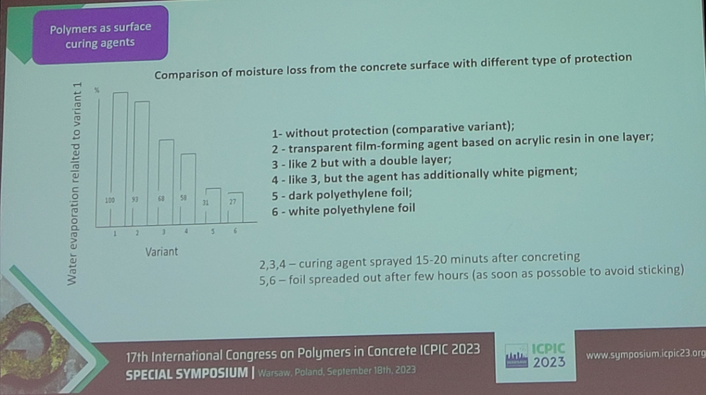 Polymers as surface
curing agents
Comparison of moisture loss from the concrete surface with different type of protection
Water evaporation relalted to variant 1
%
100 93 68 58 31 27
1 2 3 4 5 6
Variant
1- without protection (comparative variant);
2 - transparent film-forming agent based on acrylic resin in one layer;
3 - like 2 but with a double layer;
4 - like 3, but the agent has additionally white pigment;
5 - dark polyethylene foil;
6 - white polyethylene foil
2,3,4 – curing agent sprayed 15-20 minuts after concreting
5,6 – foil spreaded out after few hours (as soon as possoble to avoid sticking)
17th International Congress on Polymers in Concrete ICPIC 2023
SPECIAL SYMPOSIUM | Warsaw, Poland, September 18th, 2023
ICPIC
2023
www.symposium.icpic23.org